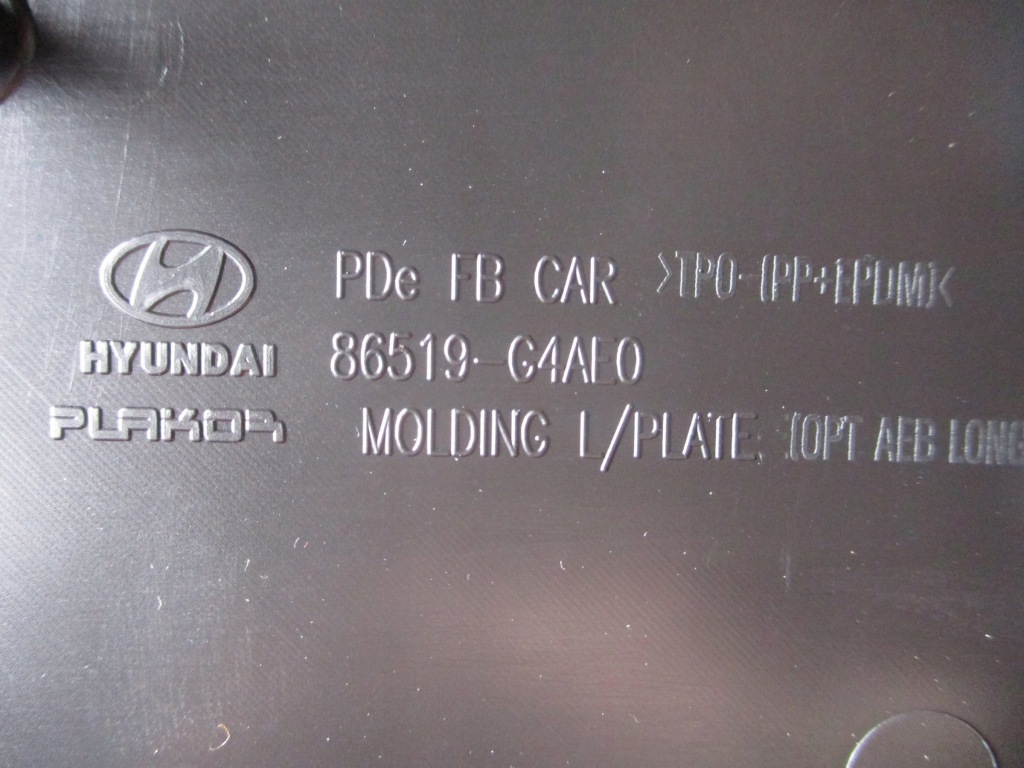 PDe FB CAR >TPO-(PP+EPDM)<
HYUNDAI 86519-G4AE0
PLAKOR MOLDING L/PLATE (OPT AEB LONG